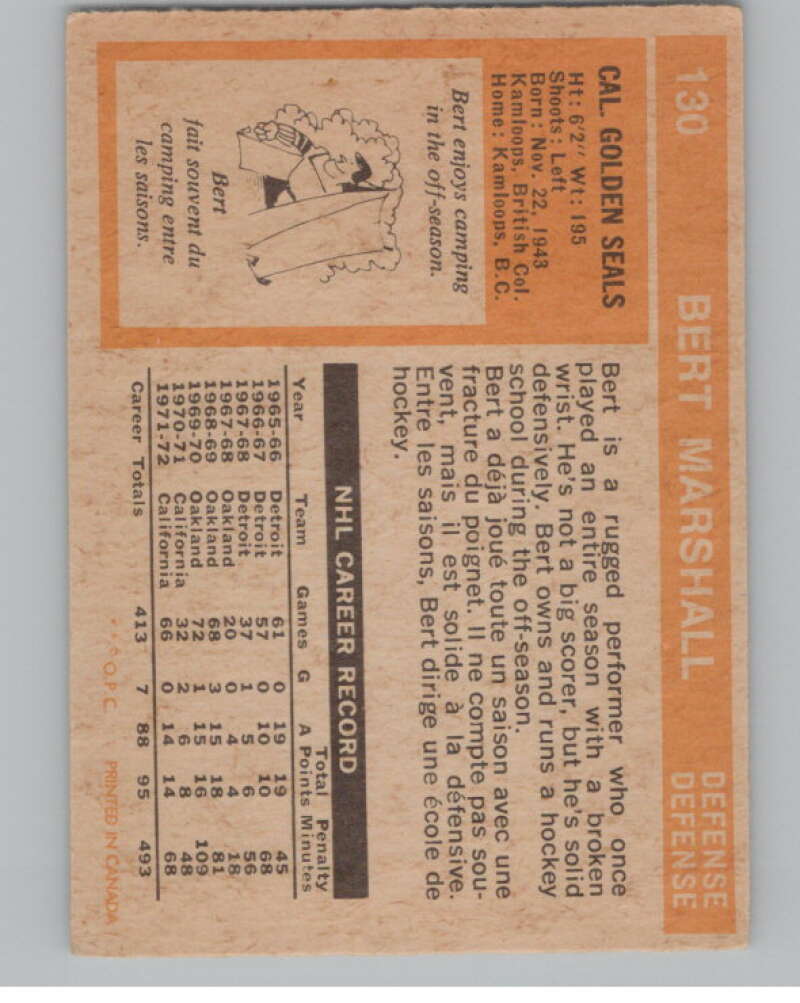 130 BERT MARSHALL DEFENSE
DEFENSE
CAL. GOLDEN SEALS
Ht: 6'2" Wt: 195
Shoots: Left
Born: Nov. 22, 1943
Kamloops, British Col.
Home: Kamloops, B.C.
Bert enjoys camping
in the off-season.
Bert
fait souvent du
camping entre
les saisons.
Bert is a rugged performer who once
played an entire season with a broken
wrist. He's not a big scorer, but he's solid
defensively. Bert owns and runs a hockey
school during the off-season.
Bert a déjà joué toute un saison avec une
fracture du poignet. Il ne compte pas sou-
vent, mais il est solide à la défensive.
Entre les saisons, Bert dirige une école de
hockey.
NHL CAREER RECORD
Total Penalty
Year Team Games G A Points Minutes
1965-66 Detroit 61 0 19 19 45
1966-67 Detroit 57 0 10 10 68
1967-68 Detroit 37 1 5 6 56
1967-68 Oakland 20 0 4 4 18
1968-69 Oakland 68 3 15 18 81
1969-70 Oakland 72 1 15 16 109
1970-71 California 32 2 6 8 48
1971-72 California 66 0 14 14 68
Career Totals 413 7 88 95 493
O.P.C. PRINTED IN CANADA